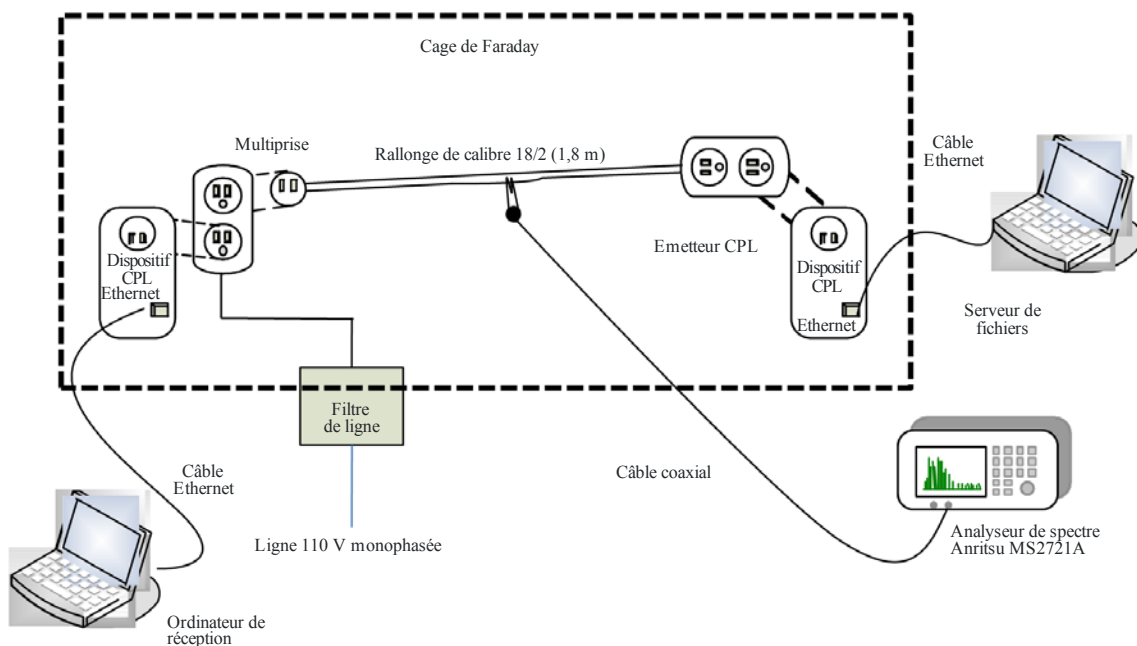 Cage de Faraday
Multiprise
Rallonge de calibre 18/2 (1,8 m)
Câble
Ethernet
Dispositif
CPL
Ethernet
Emetteur CPL
Dispositif
CPL
Ethernet
Serveur de
fichiers
Filtre
de ligne
Câble
Ethernet
Câble coaxial
Ligne 110 V monophasée
Analyseur de spectre
Anritsu MS2721A
Ordinateur de
réception